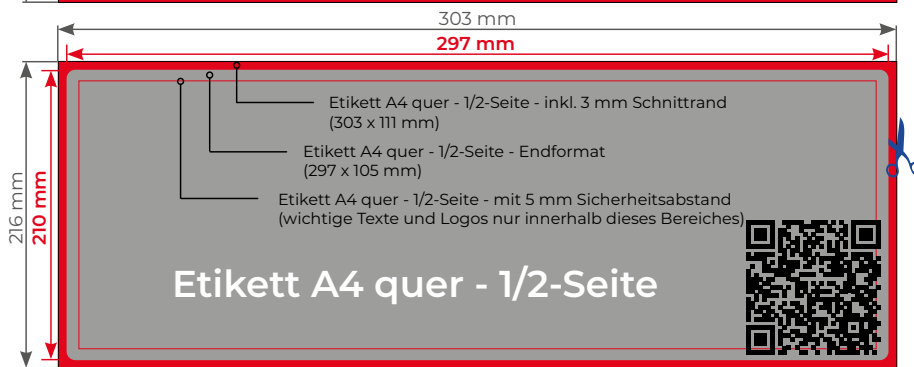 303 mm
297 mm
216 mm
210 mm
Etikett A4 quer - 1/2-Seite - inkl. 3 mm Schnittrand
(303 x 111 mm)
Etikett A4 quer - 1/2-Seite - Endformat
(297 x 105 mm)
Etikett A4 quer - 1/2-Seite - mit 5 mm Sicherheitsabstand
(wichtige Texte und Logos nur innerhalb dieses Bereiches)
Etikett A4 quer - 1/2-Seite